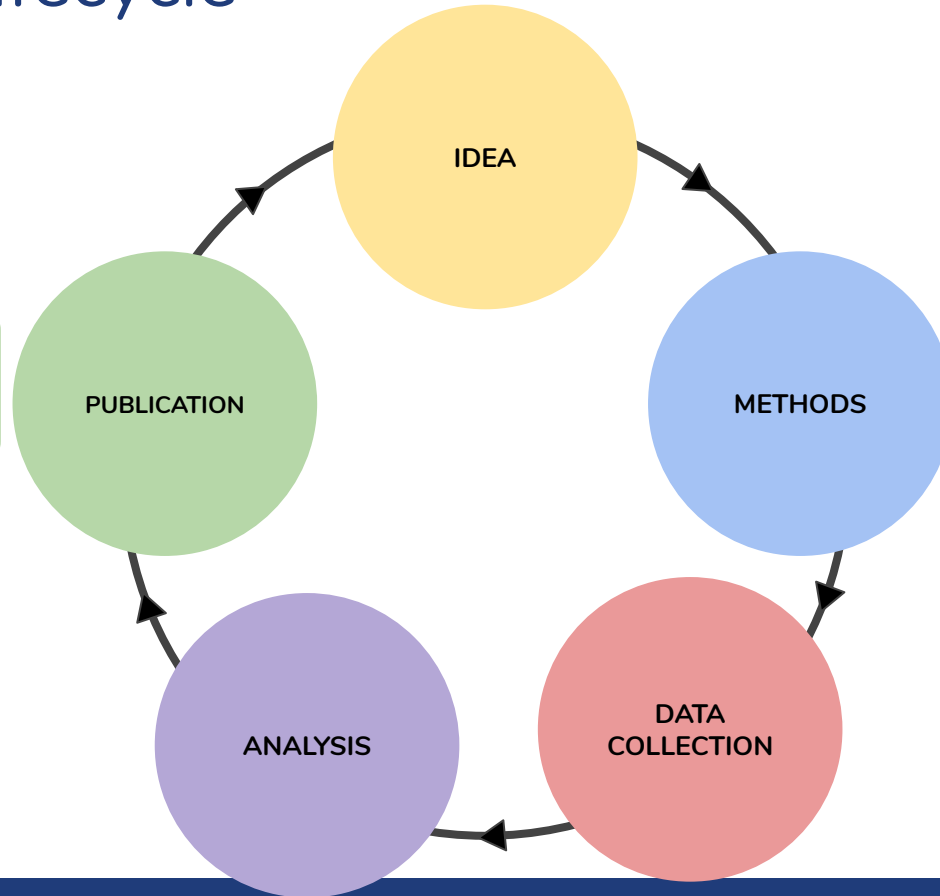 IDEA
PUBLICATION
METHODS
DATA
COLLECTION
ANALYSIS